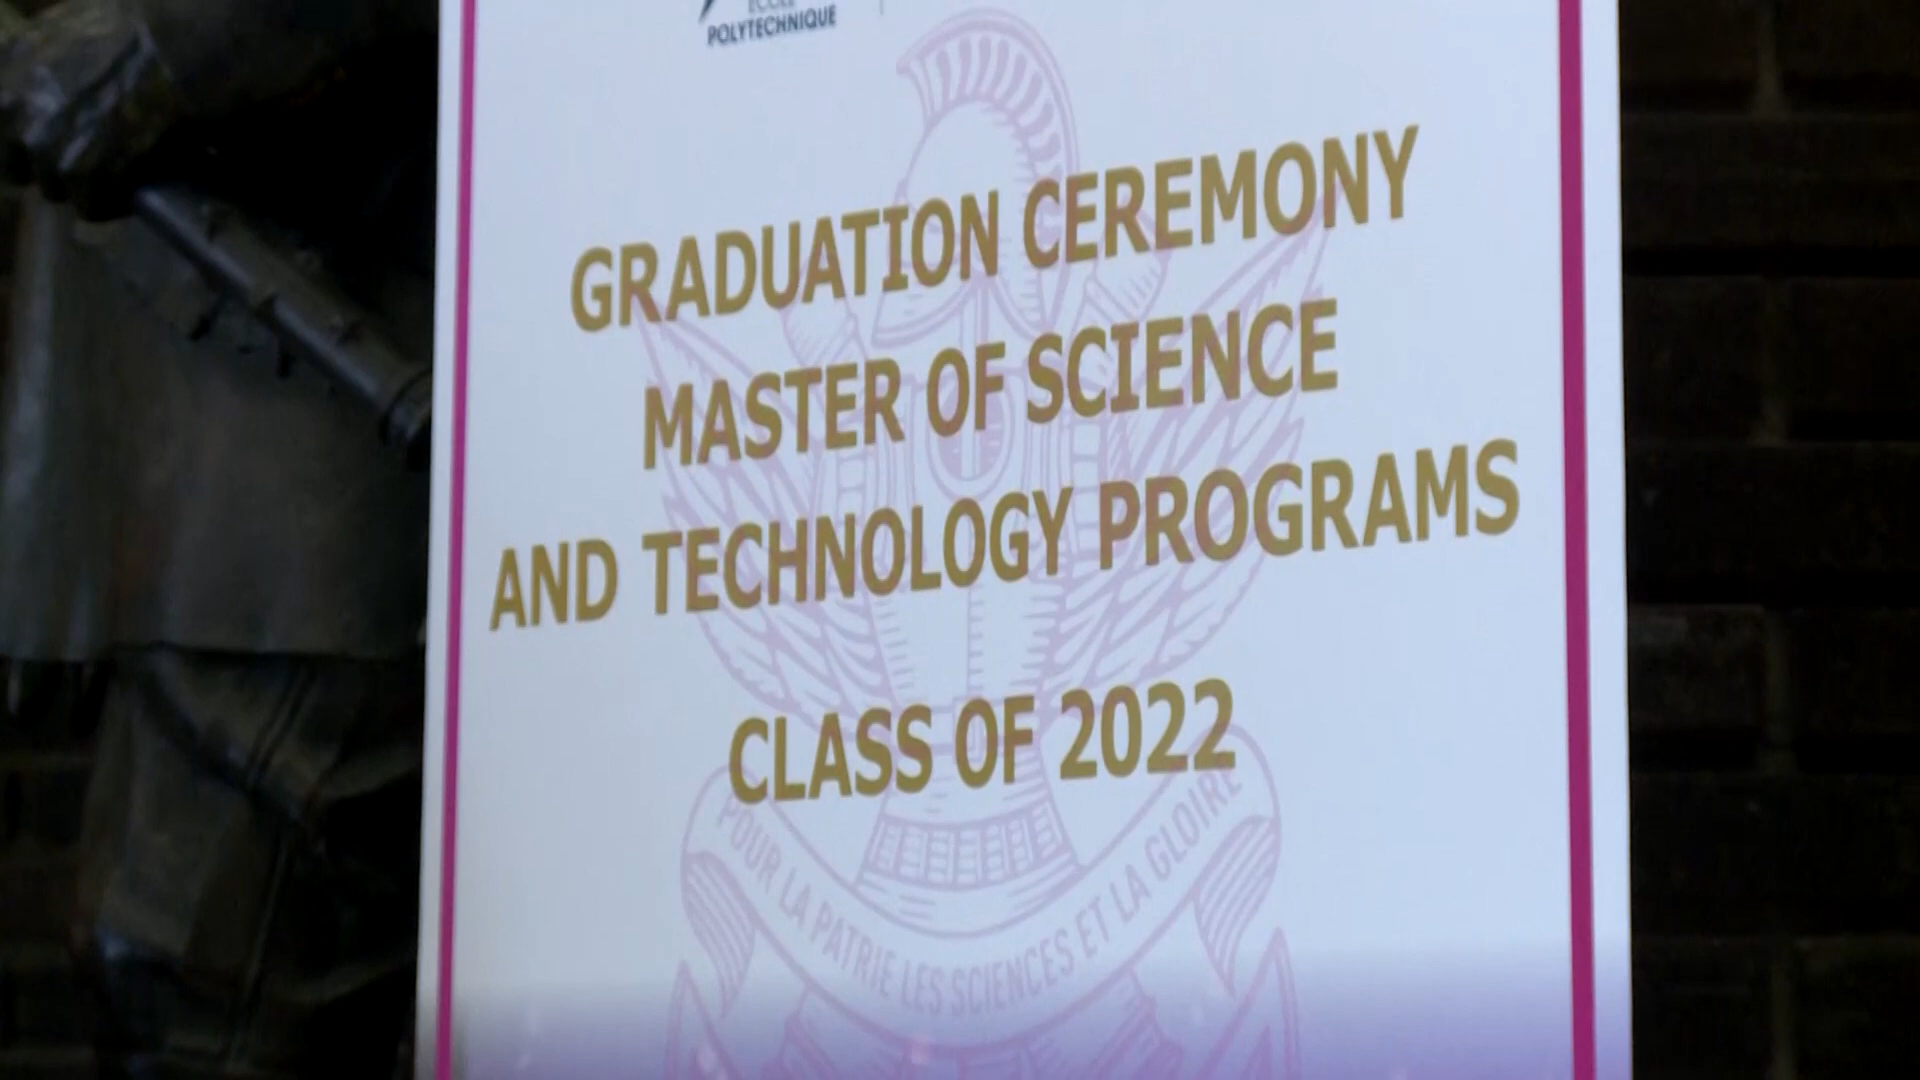 ÉCOLE
POLYTECHNIQUE
GRADUATION CEREMONY
MASTER OF SCIENCE
AND TECHNOLOGY PROGRAMS
CLASS OF 2022
POUR LA PATRIE LES SCIENCES ET LA GLOIRE